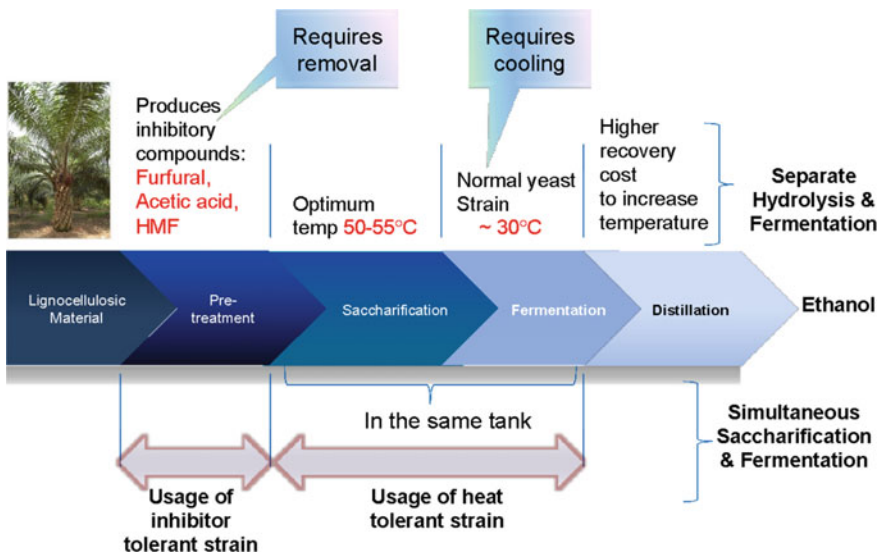 Requires
removal
Requires
cooling
Produces
inhibitory
compounds:
Furfural,
Acetic acid,
HMF
Optimum
temp 50-55°C
Normal yeast
Strain
~ 30°C
Higher
recovery
cost
to increase
temperature
Separate
Hydrolysis &
Fermentation
Lignocellulosic
Material
Pre-
treatment
Saccharification
Fermentation
Distillation
Ethanol
In the same tank
Simultaneous
Saccharification
& Fermentation
Usage of
inhibitor
tolerant strain
Usage of heat
tolerant strain